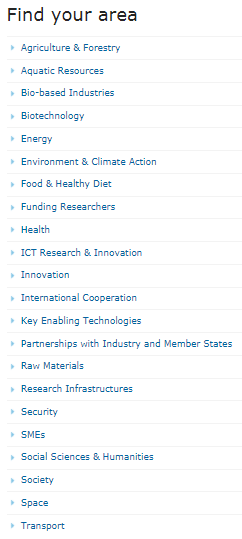 Find your area
Agriculture & Forestry
Aquatic Resources
Bio-based Industries
Biotechnology
Energy
Environment & Climate Action
Food & Healthy Diet
Funding Researchers
Health
ICT Research & Innovation
Innovation
International Cooperation
Key Enabling Technologies
Partnerships with Industry and Member States
Raw Materials
Research Infrastructures
Security
SMEs
Social Sciences & Humanities
Society
Space
Transport